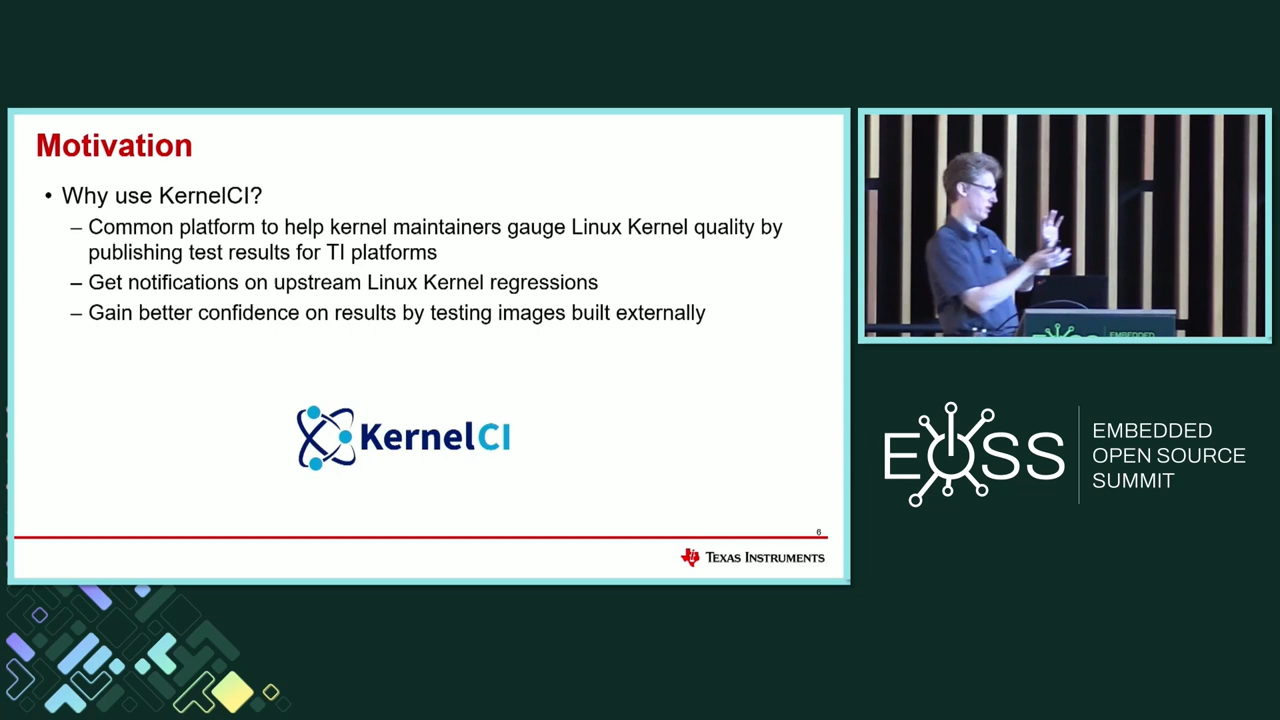 Motivation
• Why use KernelCI?
– Common platform to help kernel maintainers gauge Linux Kernel quality by
publishing test results for TI platforms
– Get notifications on upstream Linux Kernel regressions
– Gain better confidence on results by testing images built externally
KernelCI
6
TEXAS INSTRUMENTS
EOSS
EMBEDDED
EOSS
EMBEDDED
OPEN SOURCE
SUMMIT